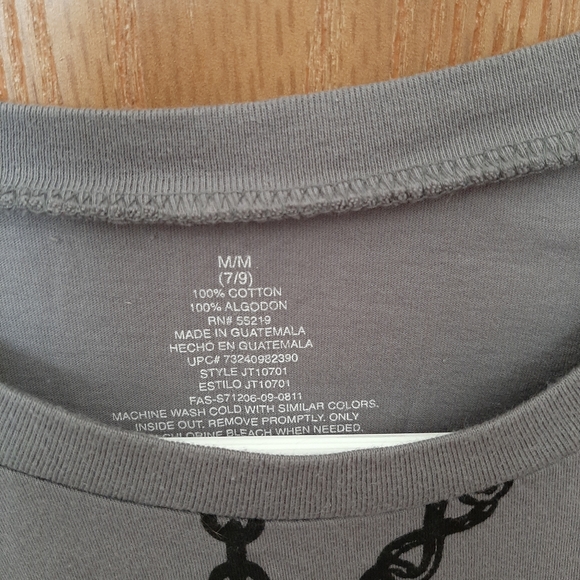 M/M
(7/9)
100% COTTON
100% ALGODON
RN# 55219
MADE IN GUATEMALA
HECHO EN GUATEMALA
UPC# 73240982390
STYLE JT10701
ESTILO JT10701
FAS-S71206-09-0811
MACHINE WASH COLD WITH SIMILAR COLORS.
INSIDE OUT. REMOVE PROMPTLY. ONLY
CHLORINE BLEACH WHEN NEEDED.